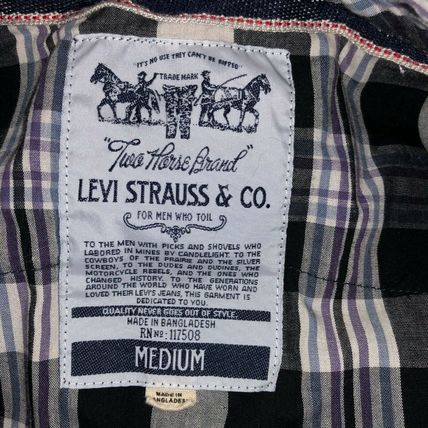 "IT'S NO USE THEY CAN'T BE RIPPED"
TRADE MARK
"Two Horse Brand"
LEVI STRAUSS & CO.
FOR MEN WHO TOIL
TO THE MEN WITH PICKS AND SHOVELS WHO
LABORED IN MINES BY CANDLELIGHT. TO THE
COWBOYS OF THE PRAIRIE AND THE SILVER
SCREEN, TO THE DUDES AND DUDINES, THE
MOTORCYCLE REBELS, AND THE ONES WHO
CHANGED HISTORY. TO THE GENERATIONS
AROUND THE WORLD WHO HAVE WORN AND
LOVED THEIR LEVI'S JEANS, THIS GARMENT IS
DEDICATED TO YOU.
QUALITY NEVER GOES OUT OF STYLE.
MADE IN BANGLADESH
RN Nº: 117508
MEDIUM
MADE IN
ANGLADES